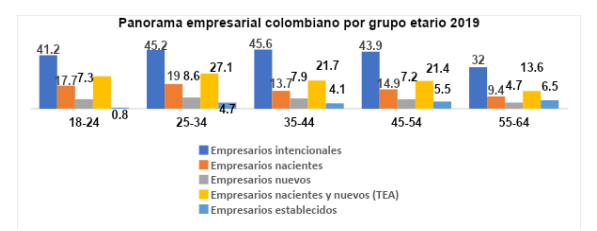 Panorama empresarial colombiano por grupo etario 2019
41.2 17.7 7.3 0.8
45.2 19 8.6 27.1 4.7
45.6 13.7 7.9 21.7 4.1
43.9 14.9 7.2 21.4 5.5
32 9.4 4.7 13.6 6.5
18-24 25-34 35-44 45-54 55-64
Empresarios intencionales
Empresarios nacientes
Empresarios nuevos
Empresarios nacientes y nuevos (TEA)
Empresarios establecidos